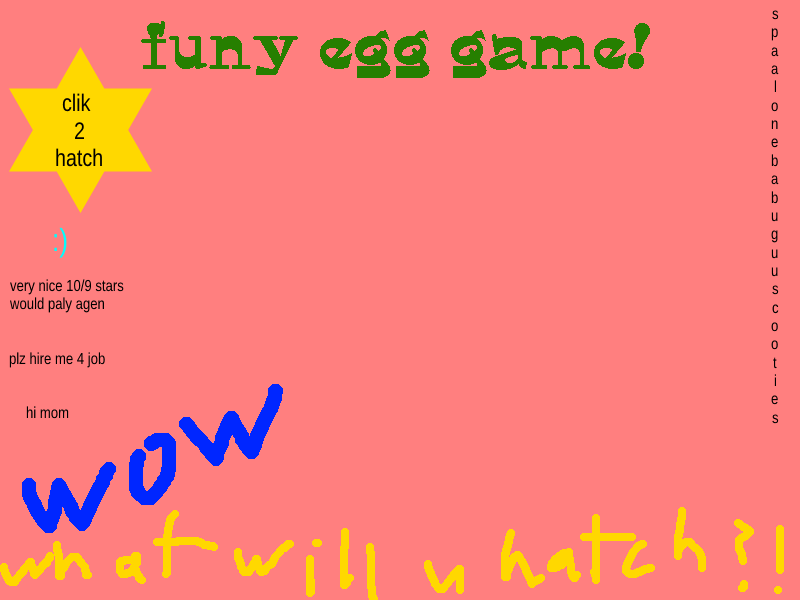 funy egg game!
clik
2
hatch
:)
very nice 10/9 stars
would paly agen
plz hire me 4 job
hi mom
wow
what will u hatch?!
spaalonebabuguuscooties